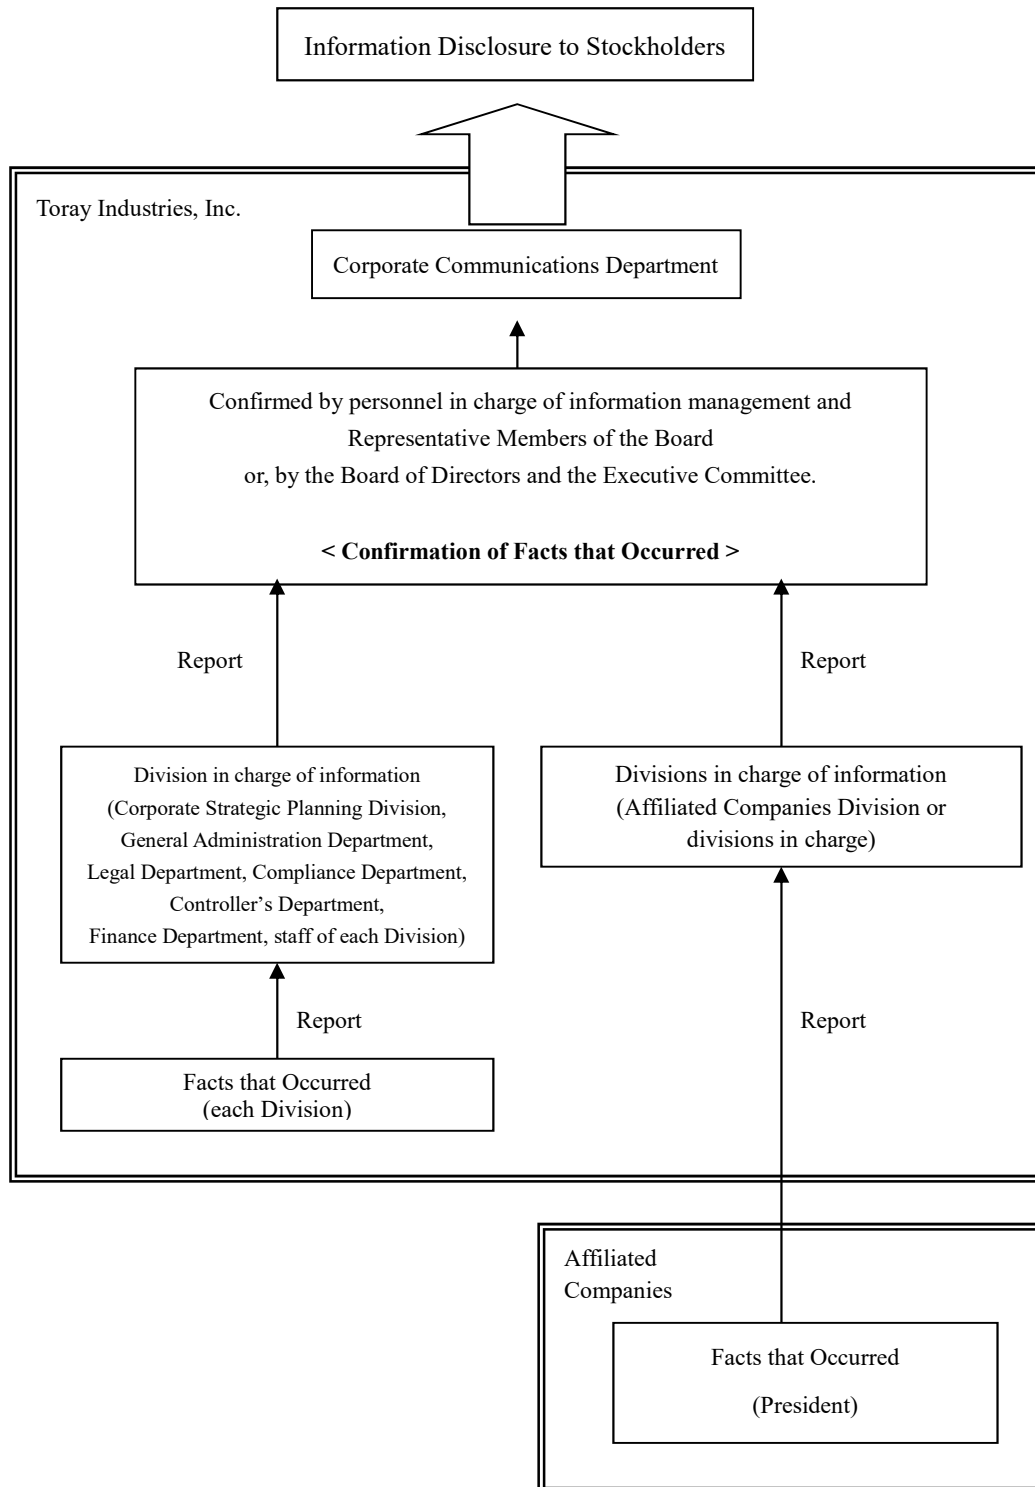 Information Disclosure to Stockholders
Toray Industries, Inc.
Corporate Communications Department
Confirmed by personnel in charge of information management and
Representative Members of the Board
or, by the Board of Directors and the Executive Committee.
< Confirmation of Facts that Occurred >
Report
Report
Division in charge of information
(Corporate Strategic Planning Division,
General Administration Department,
Legal Department, Compliance Department,
Controller’s Department,
Finance Department, staff of each Division)
Divisions in charge of information
(Affiliated Companies Division or
divisions in charge)
Report
Report
Facts that Occurred
(each Division)
Affiliated
Companies
Facts that Occurred
(President)